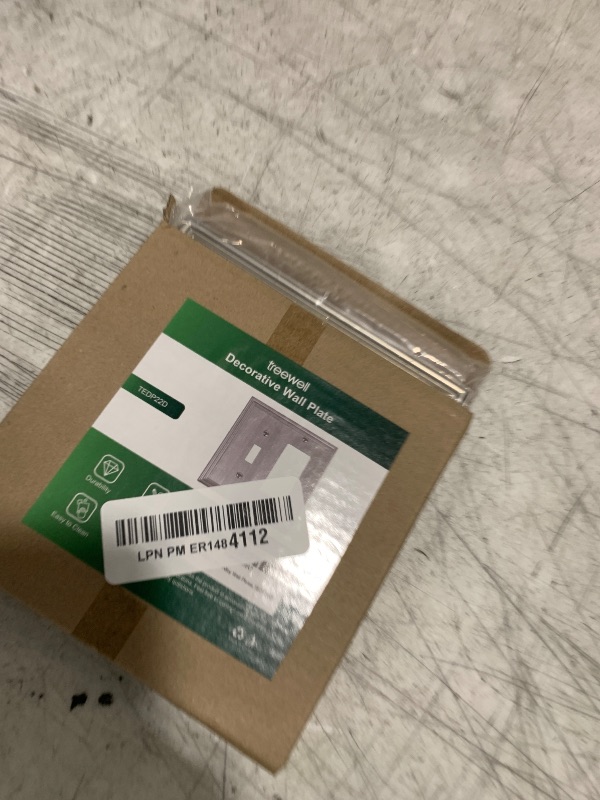 treewell
Decorative Wall Plate
TEDP22D
Durability
Easy to Clean
LPN PM ER1484112